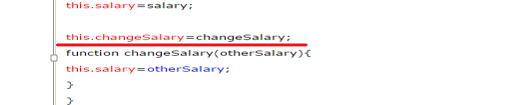 this.salary=salary;
this.changeSalary=changeSalary;
function changeSalary(otherSalary){
this.salary=otherSalary;
}
}